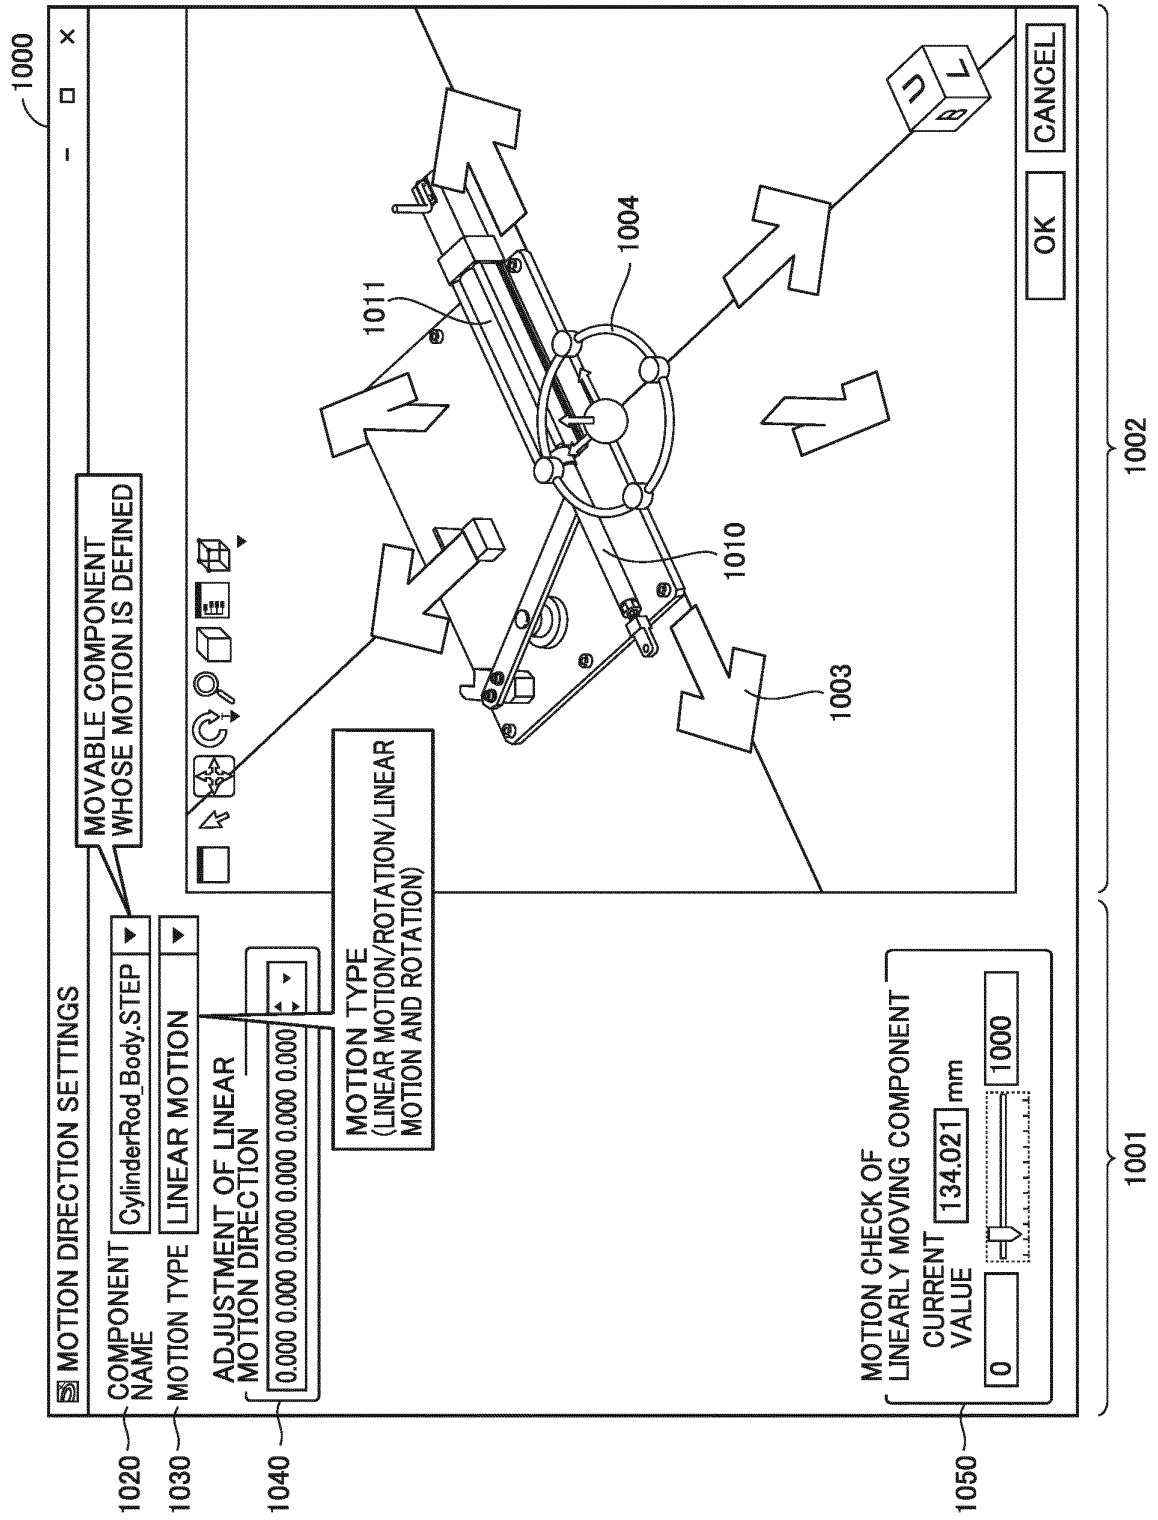 1000
MOTION DIRECTION SETTINGS
MOVABLE COMPONENT
WHOSE MOTION IS DEFINED
1020
COMPONENT
NAME
CylinderRod_Body.STEP
1030
MOTION TYPE
LINEAR MOTION
1040
ADJUSTMENT OF LINEAR
MOTION DIRECTION
0.000 0.000 0.000 0.000 0.000 0.000
MOTION TYPE
(LINEAR MOTION/ROTATION/LINEAR
MOTION AND ROTATION)
1011
1004
1010
1003
U
B
L
1050
MOTION CHECK OF
LINEARLY MOVING COMPONENT
CURRENT
VALUE
134.021 mm
0
1000
OK
CANCEL
1001
1002